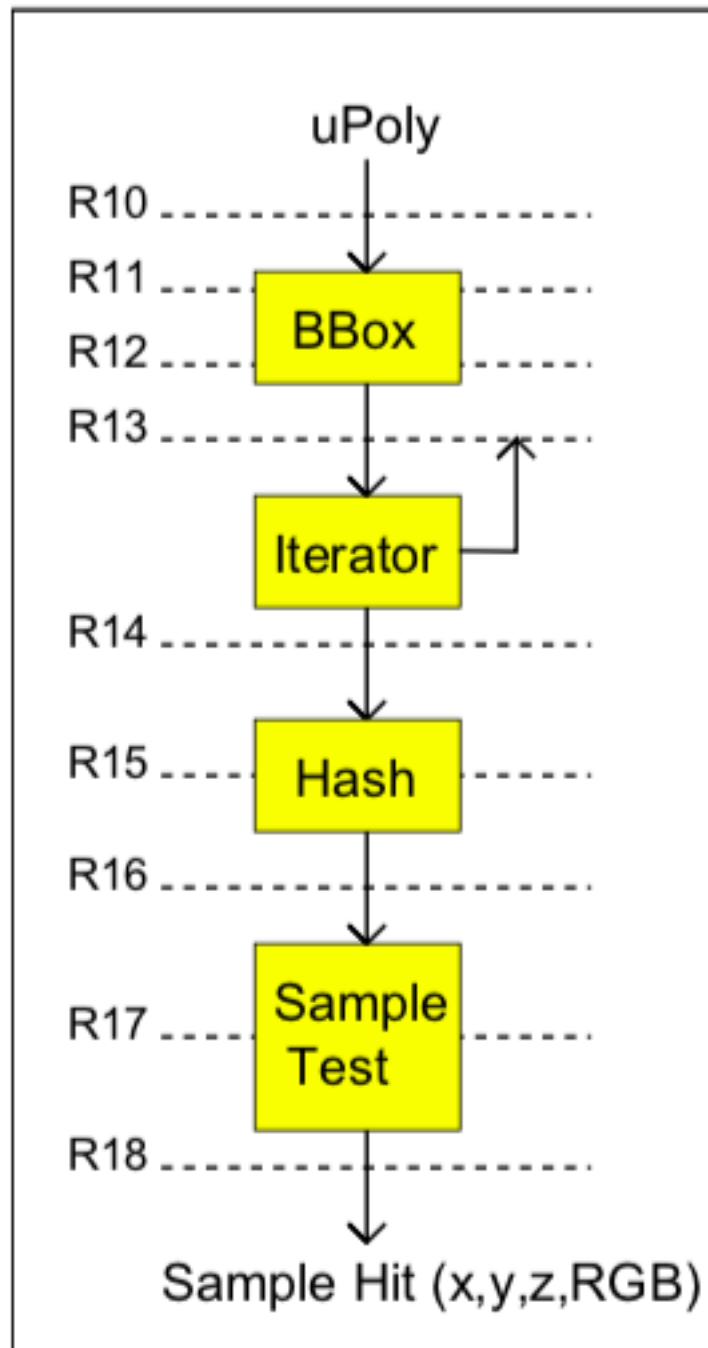 uPoly
R10
R11
BBox
R12
R13
Iterator
R14
Hash
R15
R16
Sample
Test
R17
R18
Sample Hit (x,y,z,RGB)